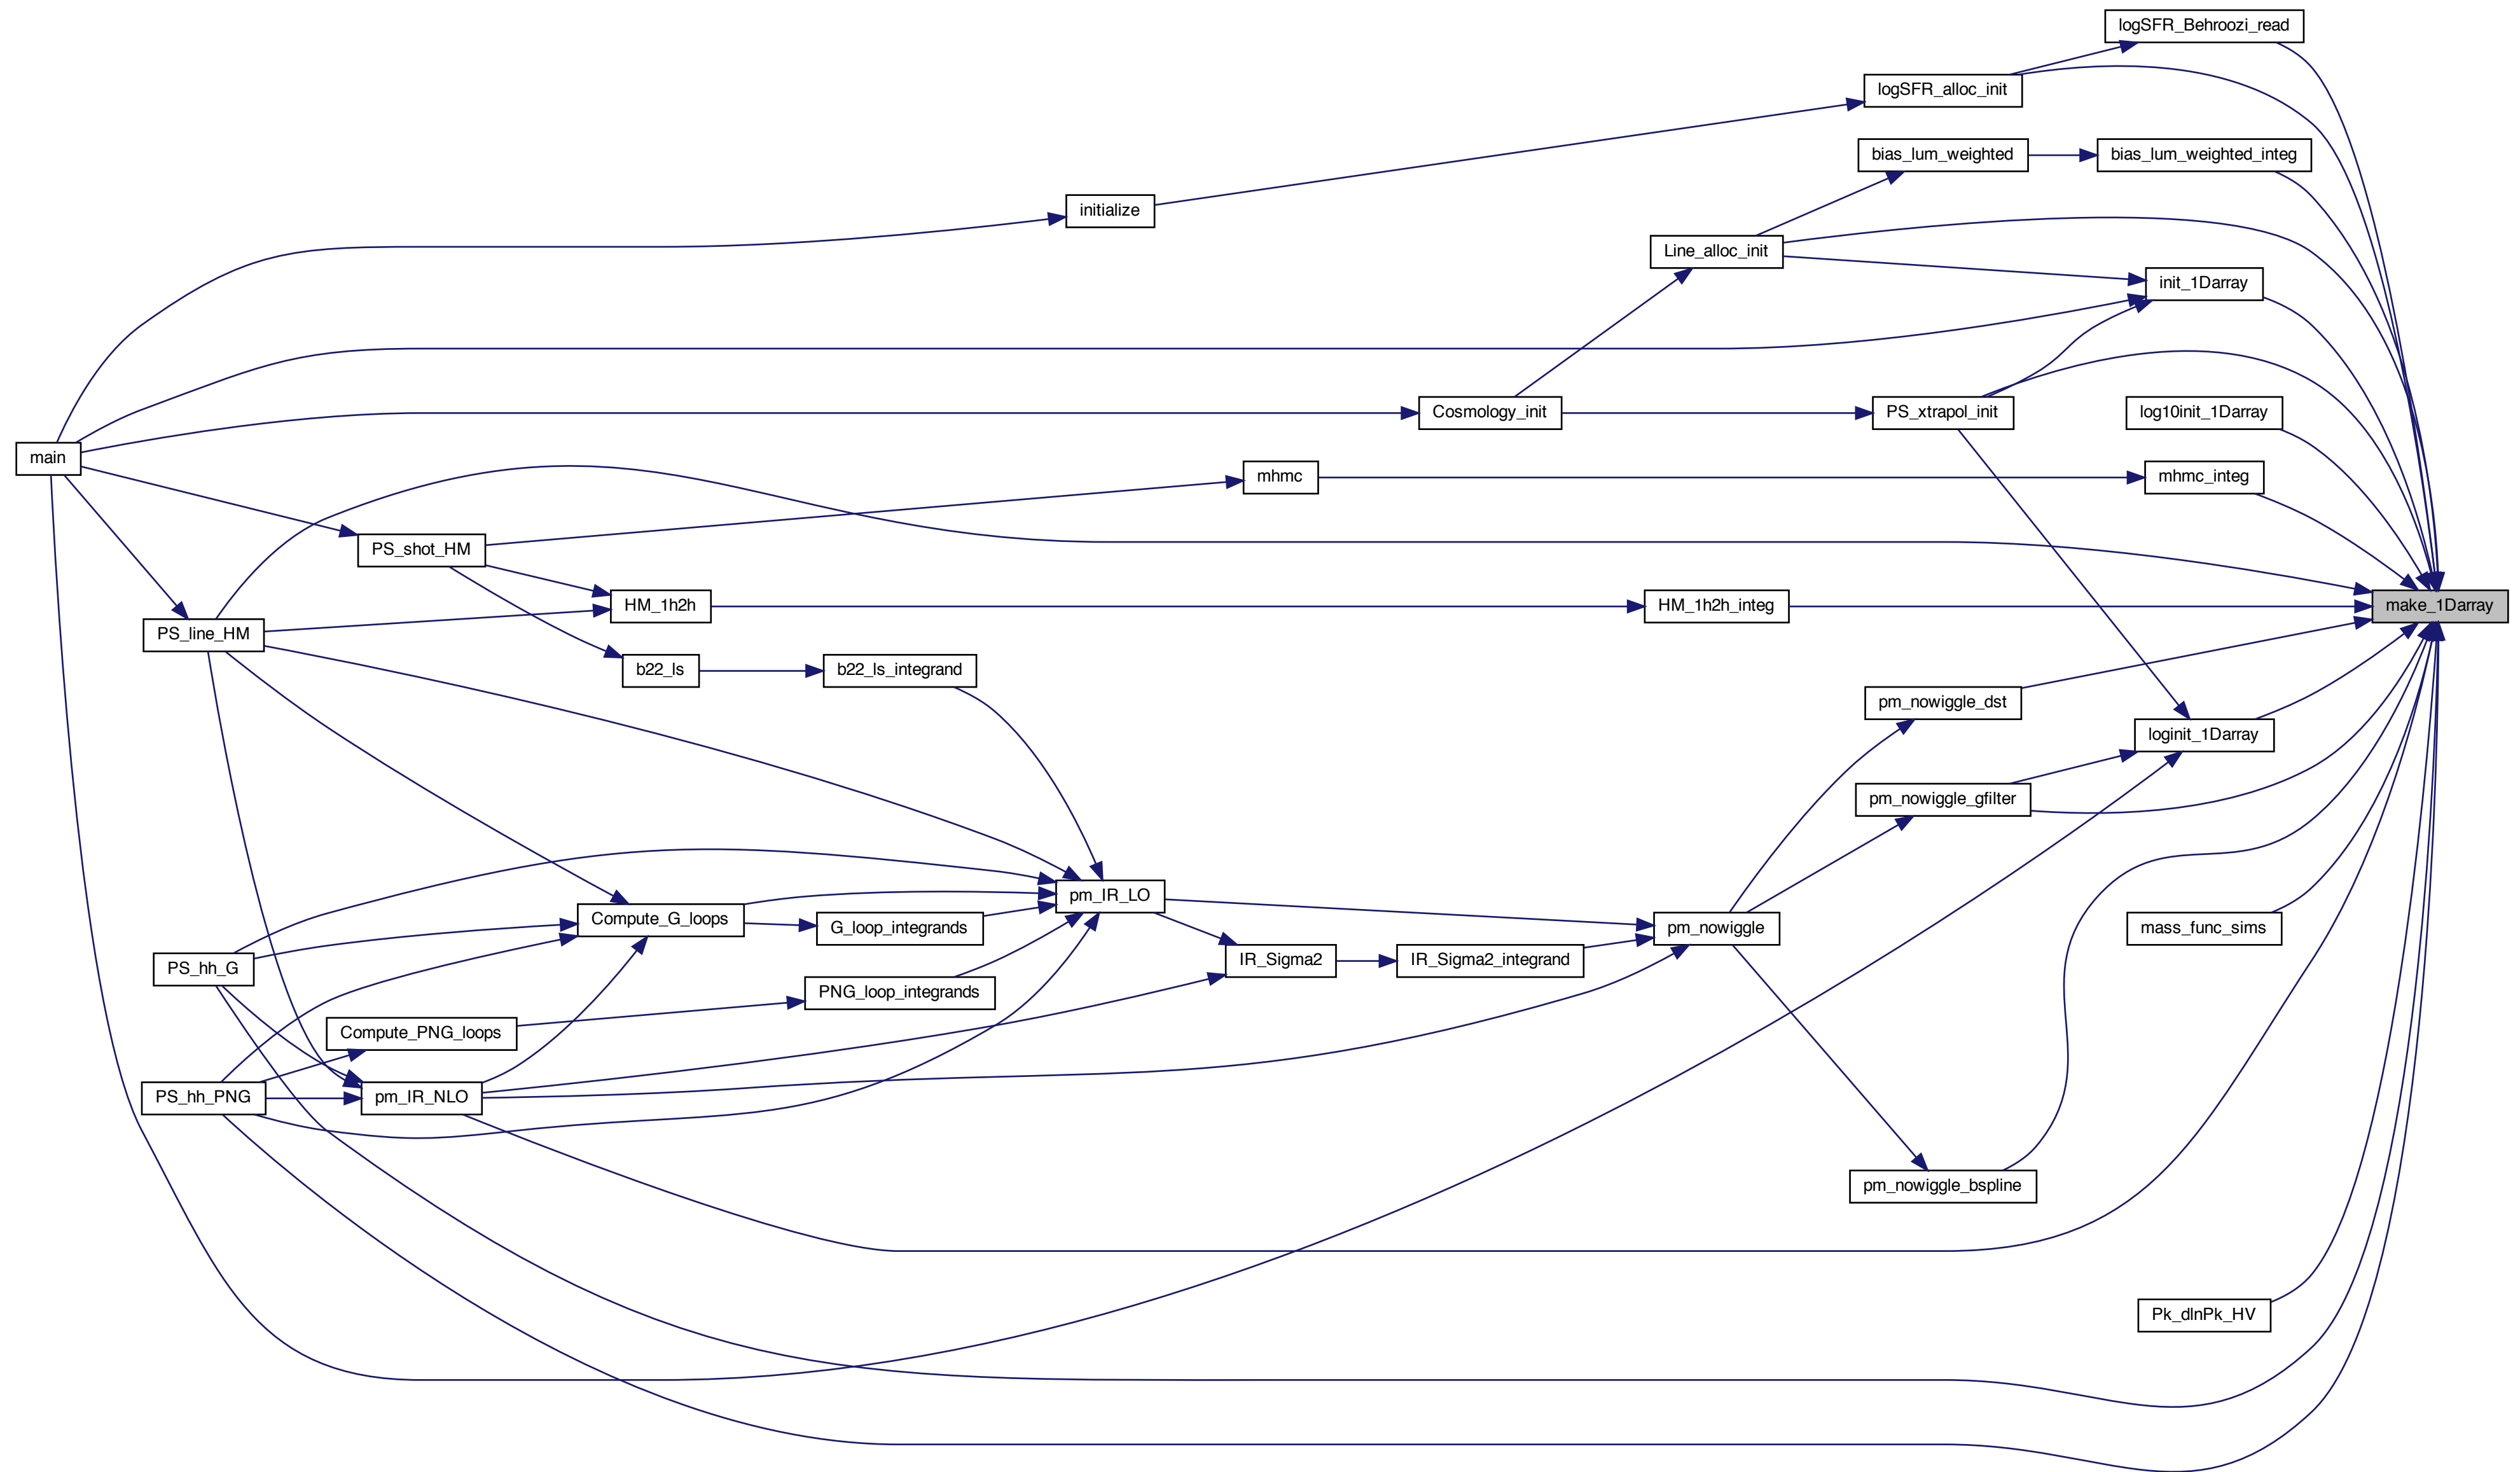 logSFR_Behroozi_read
logSFR_alloc_init
bias_lum_weighted
bias_lum_weighted_integ
initialize
Line_alloc_init
init_1Darray
Cosmology_init
PS_xtrapol_init
log10init_1Darray
main
mhmc
mhmc_integ
PS_shot_HM
HM_1h2h
HM_1h2h_integ
make_1Darray
PS_line_HM
b22_ls
b22_ls_integrand
pm_nowiggle_dst
loginit_1Darray
pm_nowiggle_gfilter
pm_IR_LO
Compute_G_loops
G_loop_integrands
pm_nowiggle
mass_func_sims
PS_hh_G
IR_Sigma2
IR_Sigma2_integrand
PNG_loop_integrands
Compute_PNG_loops
PS_hh_PNG
pm_IR_NLO
pm_nowiggle_bspline
Pk_dlnPk_HV